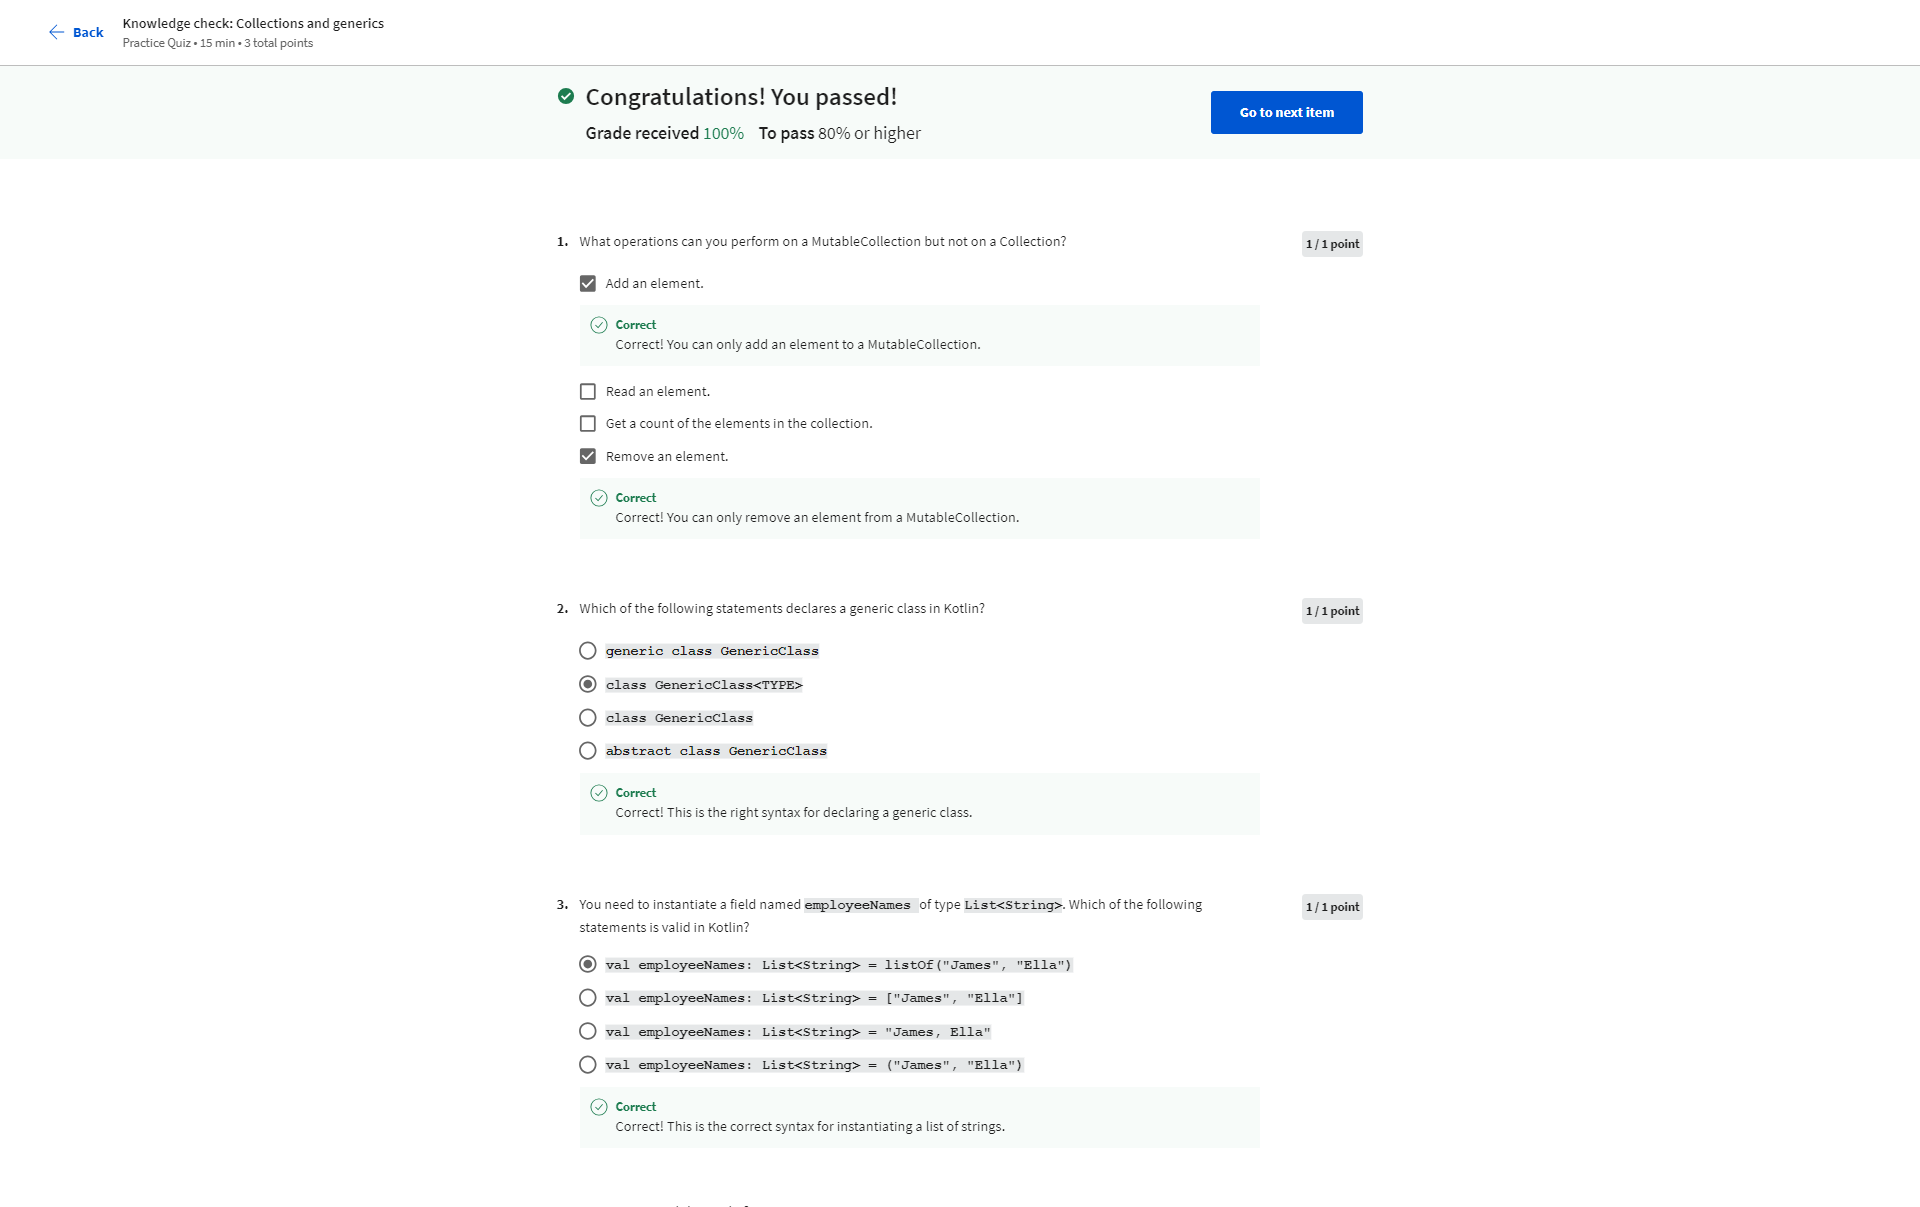 Back
Knowledge check: Collections and generics
Practice Quiz • 15 min • 3 total points
Congratulations! You passed!
Grade received 100% To pass 80% or higher
Go to next item
1. What operations can you perform on a MutableCollection but not on a Collection?
1 / 1 point
Add an element.
Correct
Correct! You can only add an element to a MutableCollection.
Read an element.
Get a count of the elements in the collection.
Remove an element.
Correct
Correct! You can only remove an element from a MutableCollection.
2. Which of the following statements declares a generic class in Kotlin?
1 / 1 point
generic class GenericClass
class GenericClass<TYPE>
class GenericClass
abstract class GenericClass
Correct
Correct! This is the right syntax for declaring a generic class.
3. You need to instantiate a field named employeeNames of type List<String>. Which of the following
statements is valid in Kotlin?
1 / 1 point
val employeeNames: List<String> = listOf("James", "Ella")
val employeeNames: List<String> = ["James", "Ella"]
val employeeNames: List<String> = "James, Ella"
val employeeNames: List<String> = ("James", "Ella")
Correct
Correct! This is the correct syntax for instantiating a list of strings.